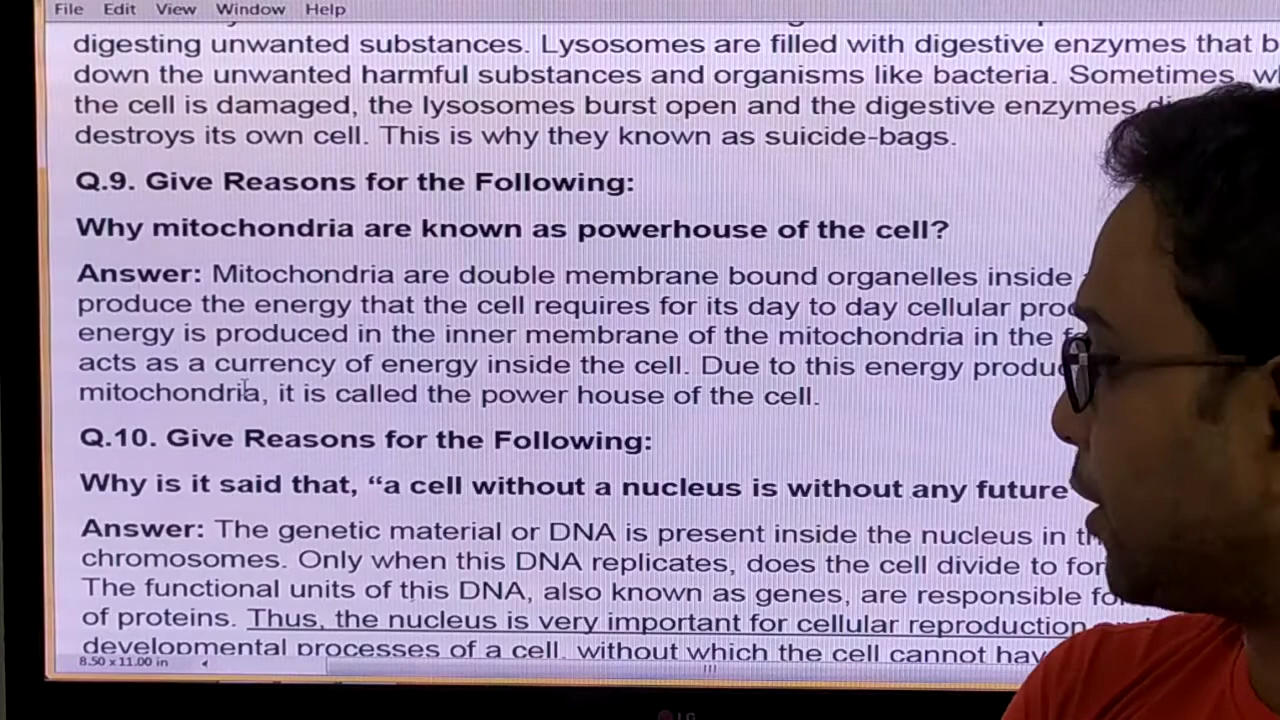 File Edit View Window Help
digesting unwanted substances. Lysosomes are filled with digestive enzymes that
down the unwanted harmful substances and organisms like bacteria. Sometimes,
the cell is damaged, the lysosomes burst open and the digestive enzymes
destroys its own cell. This is why they known as suicide-bags.
Q.9. Give Reasons for the Following:
Why mitochondria are known as powerhouse of the cell?
Answer: Mitochondria are double membrane bound organelles inside
produce the energy that the cell requires for its day to day cellular
energy is produced in the inner membrane of the mitochondria in the
acts as a currency of energy inside the cell. Due to this energy
mitochondria, it is called the power house of the cell.
Q.10. Give Reasons for the Following:
Why is it said that, “a cell without a nucleus is without any future
Answer: The genetic material or DNA is present inside the nucleus in
chromosomes. Only when this DNA replicates, does the cell divide to
The functional units of this DNA, also known as genes, are responsible
of proteins. Thus, the nucleus is very important for cellular reproduction
developmental processes of a cell, without which the cell cannot
8.50 x 11.00 in
LG